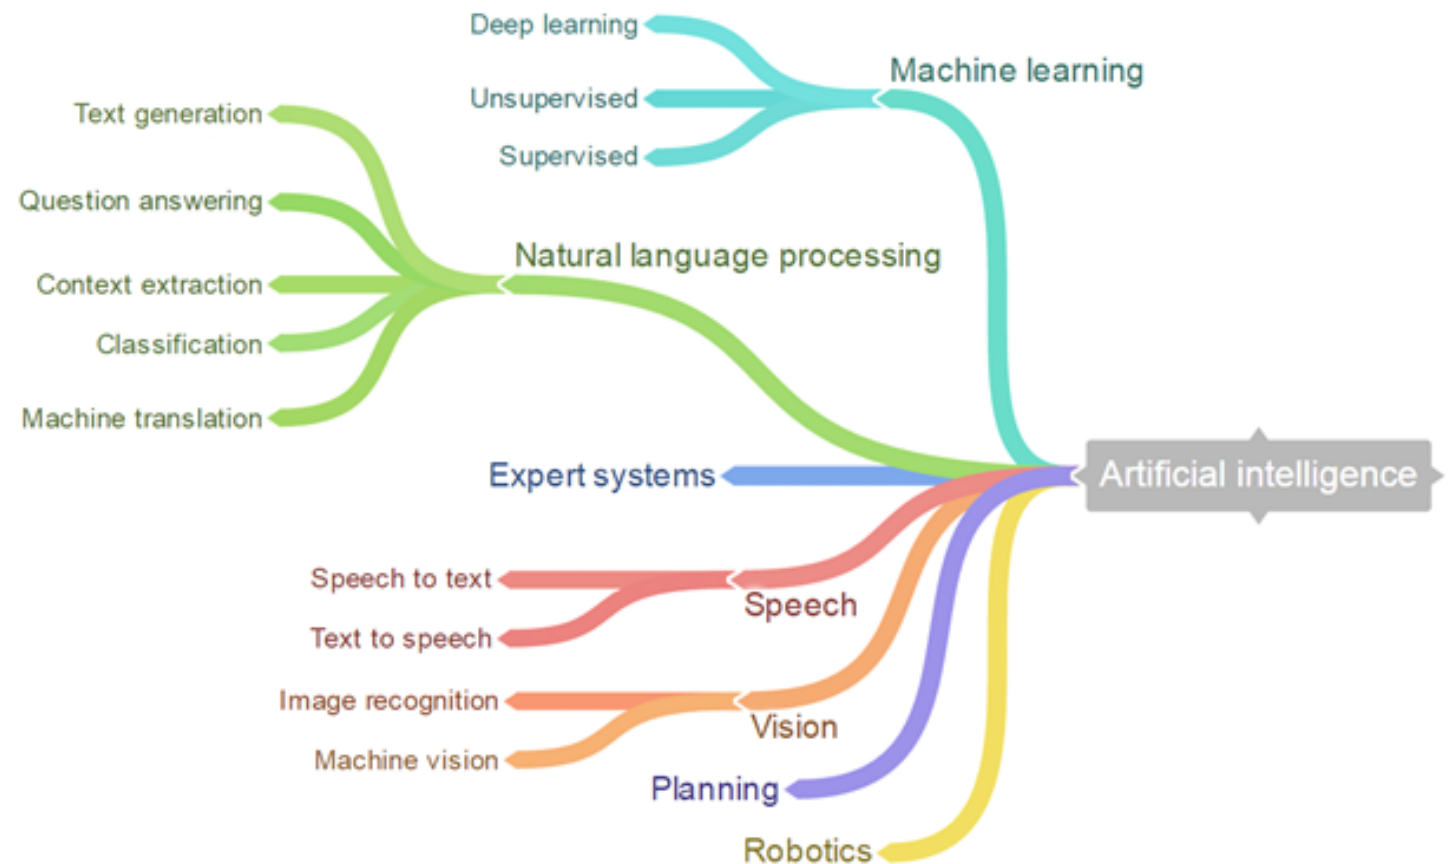 Deep learning
Machine learning
Unsupervised
Text generation
Supervised
Question answering
Natural language processing
Context extraction
Classification
Machine translation
Expert systems
Artificial intelligence
Speech to text
Speech
Text to speech
Image recognition
Vision
Machine vision
Planning
Robotics